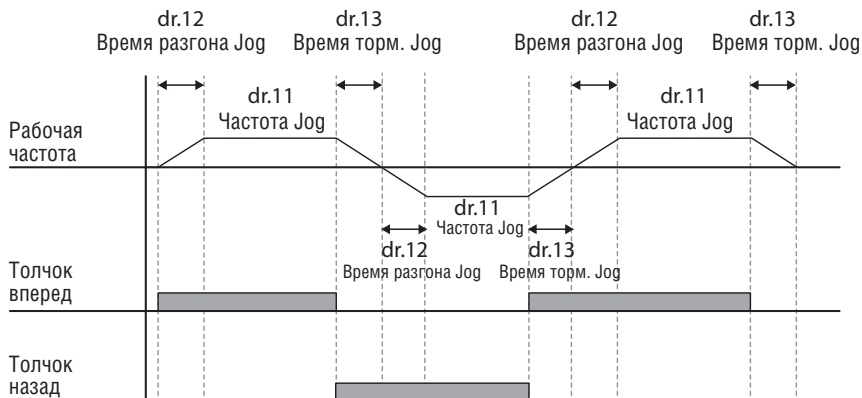 dr.12
Время разгона Jog
dr.13
Время торм. Jog
dr.12
Время разгона Jog
dr.13
Время торм. Jog
dr.11
Частота Jog
dr.11
Частота Jog
Рабочая
частота
dr.11
Частота Jog
dr.12
Время разгона Jog
dr.13
Время торм. Jog
Толчок
вперед
Толчок
назад